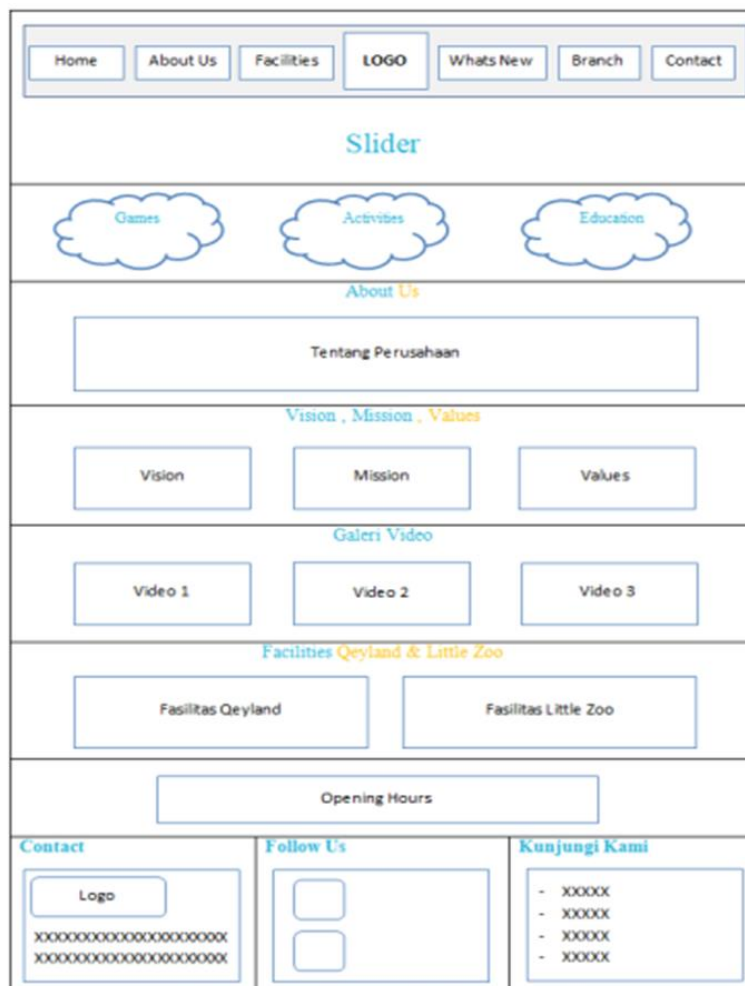 Home About Us Facilities LOGO Whats New Branch Contact
Slider
Games Activities Education
About Us
Tentang Perusahaan
Vision , Mission , Values
Vision Mission Values
Galeri Video
Video 1 Video 2 Video 3
Facilities Qeyland & Little Zoo
Fasilitas Qeyland Fasilitas Little Zoo
Opening Hours
Contact Follow Us Kunjungi Kami
Logo
XXXXXXXXXXXXXXXXXXXXXX
XXXXXXXXXXXXXXXXXXXXXX
- XXXXX
- XXXXX
- XXXXX
- XXXXX